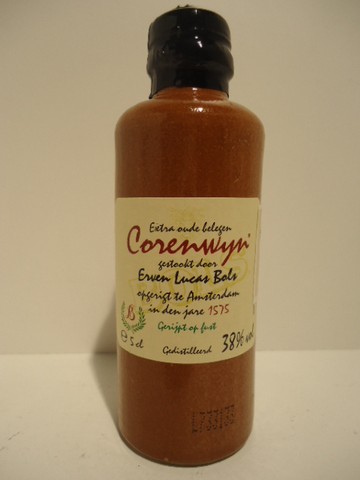 Extra oude belegen
Corenwyn
gestookt door
Erven Lucas Bols
opgerigt te Amsterdam
in den jare 1575
Gerijpt op fust
℮ 5 cl
38% vol
Gedistilleerd